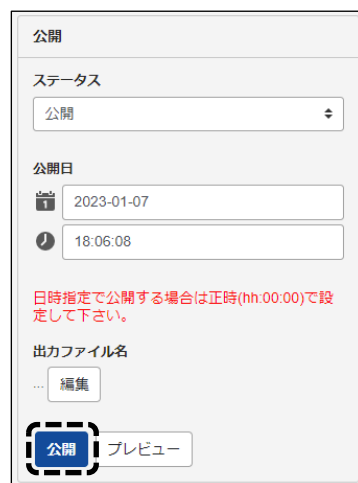 公開
ステータス
公開
公開日
1
2023-01-07
18:06:08
日時指定で公開する場合は正時(hh:00:00)で設
定して下さい。
出力ファイル名
... 編集
公開 プレビュー